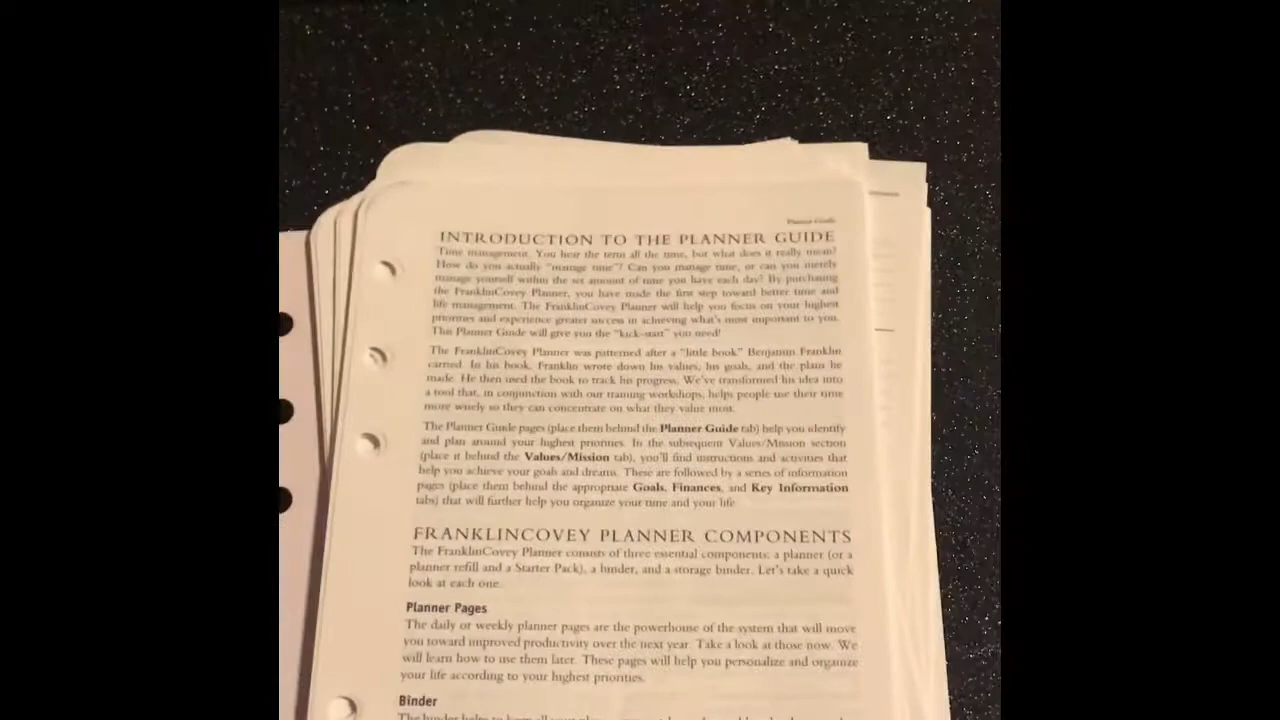 Planner Guide
INTRODUCTION TO THE PLANNER GUIDE
Time management. You hear the term all the time, but what does it really mean?
How do you actually "manage time"? Can you manage time, or can you merely
manage yourself within the set amount of time you have each day? By purchasing
the FranklinCovey Planner, you have made the first step toward better time and
life management. The FranklinCovey Planner will help you focus on your highest
priorities and experience greater success in achieving what's most important to you.
This Planner Guide will give you the "kick-start" you need!
The FranklinCovey Planner was patterned after a "little book" Benjamin Franklin
carried. In his book, Franklin wrote down his values, his goals, and the plans he
made. He then used the book to track his progress. We've transformed his idea into
a tool that, in conjunction with our training workshops, helps people use their time
more wisely so they can concentrate on what they value most.
The Planner Guide pages (place them behind the Planner Guide tab) help you identify
and plan around your highest priorities. In the subsequent Values/Mission section
(place it behind the Values/Mission tab), you'll find instructions and activities that
help you achieve your goals and dreams. These are followed by a series of information
pages (place them behind the appropriate Goals, Finances, and Key Information
tabs) that will further help you organize your time and your life.
FRANKLINCOVEY PLANNER COMPONENTS
The FranklinCovey Planner consists of three essential components: a planner (or a
planner refill and a Starter Pack), a binder, and a storage binder. Let's take a quick
look at each one.
Planner Pages
The daily or weekly planner pages are the powerhouse of the system that will move
you toward improved productivity over the next year. Take a look at those now. We
will learn how to use them later. These pages will help you personalize and organize
your life according to your highest priorities.
Binder
The binder helps to keep all your